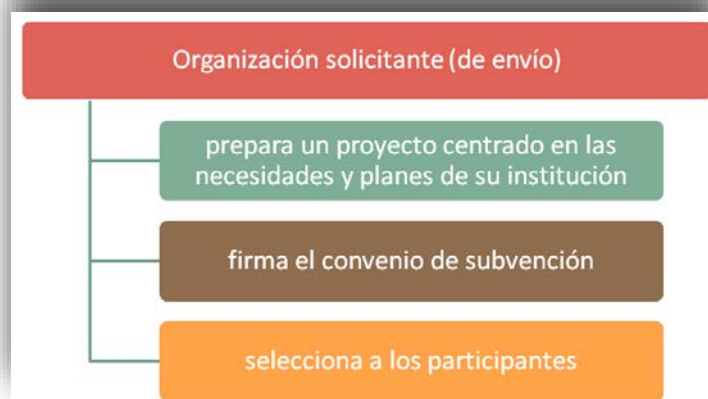 Organización solicitante (de envío)
prepara un proyecto centrado en las
necesidades y planes de su institución
firma el convenio de subvención
selecciona a los participantes